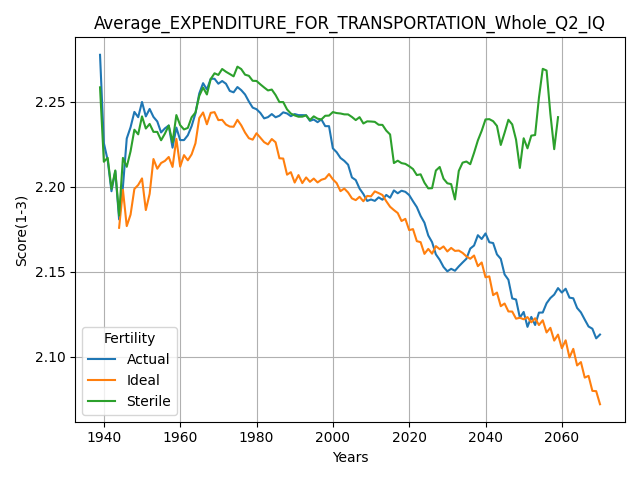 Average_EXPENDITURE_FOR_TRANSPORTATION_Whole_Q2_IQ
Score(1-3)
2.25
2.20
2.15
2.10
Fertility
Actual
Ideal
Sterile
1940 1960 1980 2000 2020 2040 2060
Years